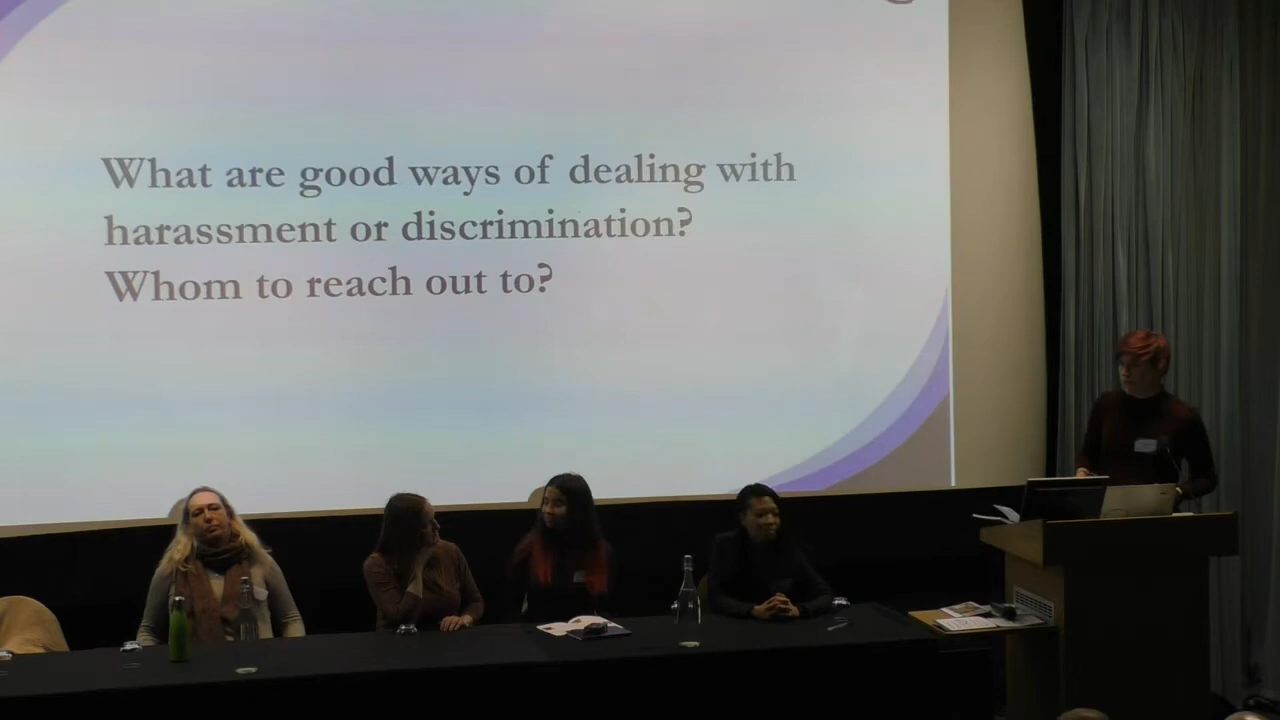 What are good ways of dealing with
harassment or discrimination?
Whom to reach out to?